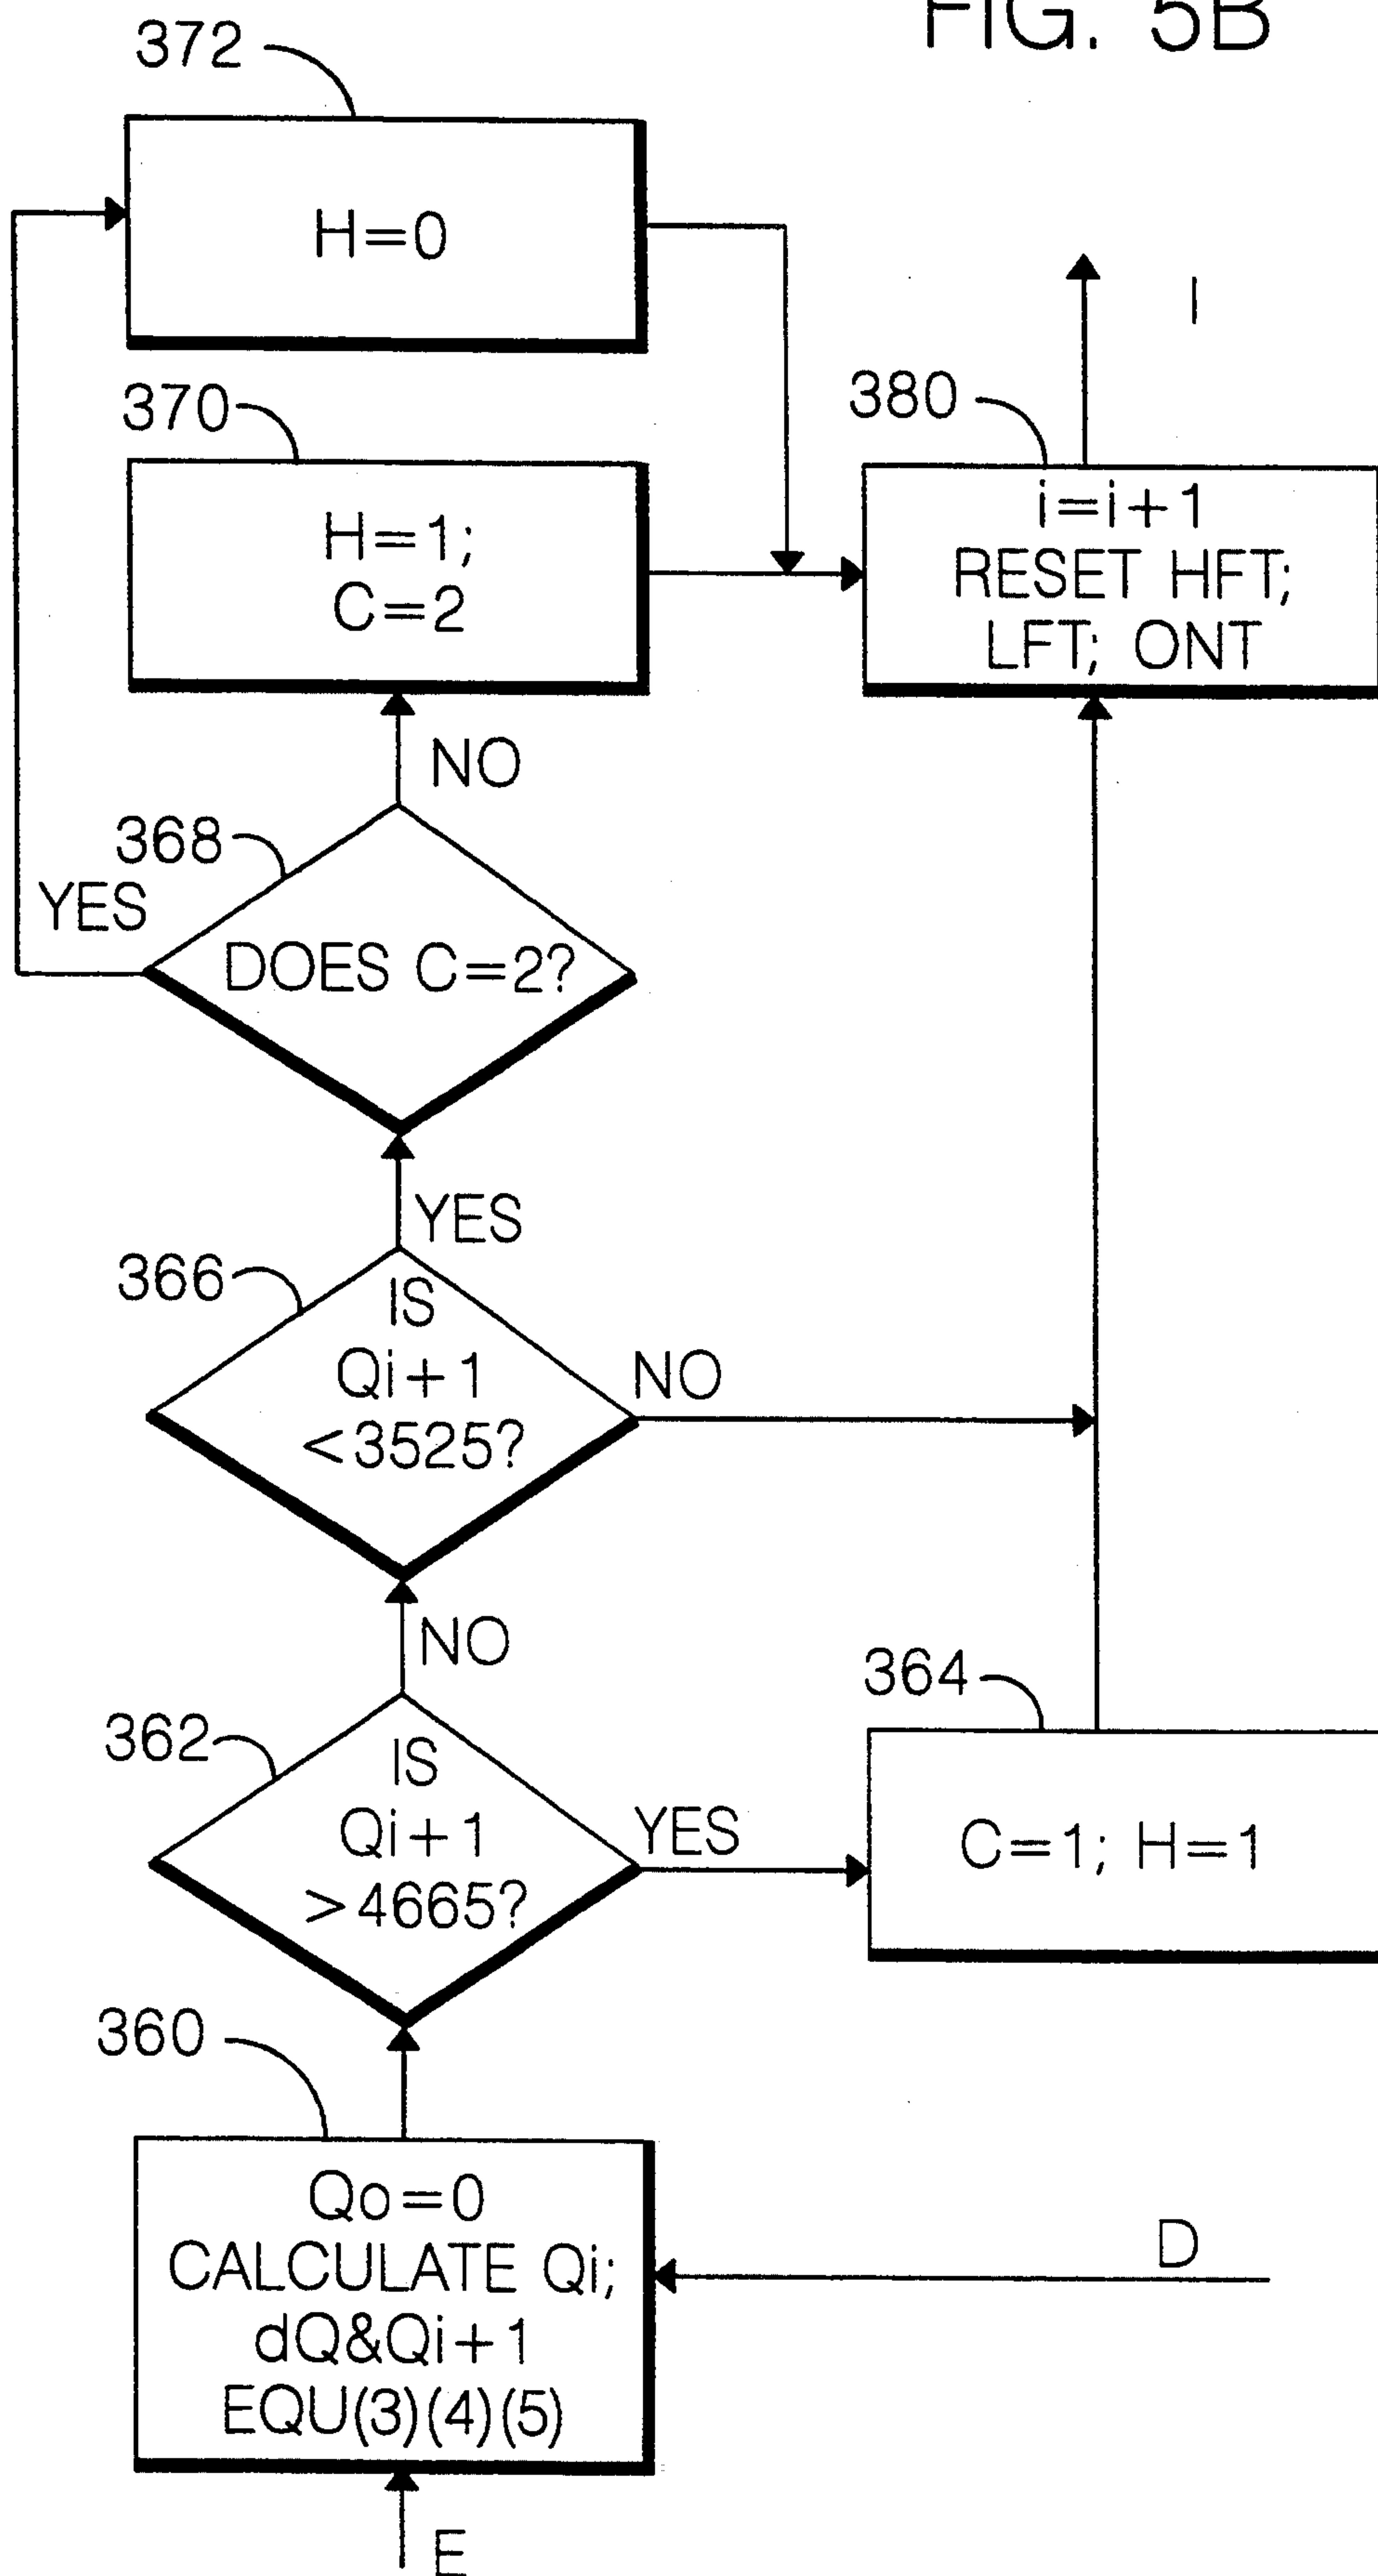 FIG. 5B
372
H=0
I
370
380
H=1;
C=2
i=i+1
RESET HFT;
LFT; ONT
NO
368
YES
DOES C=2?
YES
366
IS
Qi+1
<3525?
NO
NO
364
362
IS
Qi+1
>4665?
YES
C=1; H=1
360
Qo=0
CALCULATE Qi;
dQ&Qi+1
EQU(3)(4)(5)
D
E